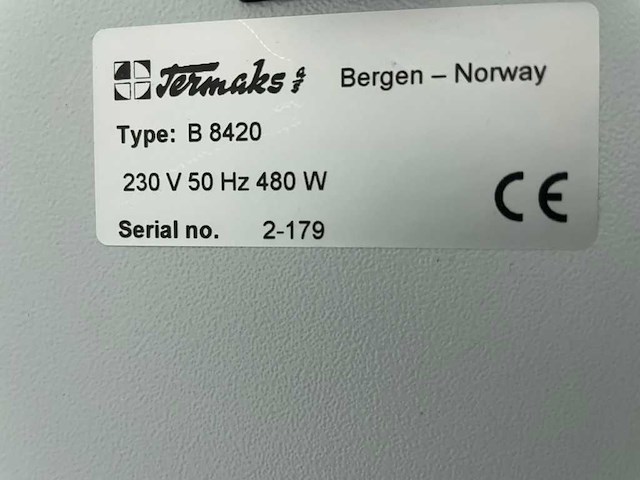 Termaks A/S Bergen – Norway
Type: B 8420
230 V 50 Hz 480 W
CE
Serial no. 2-179